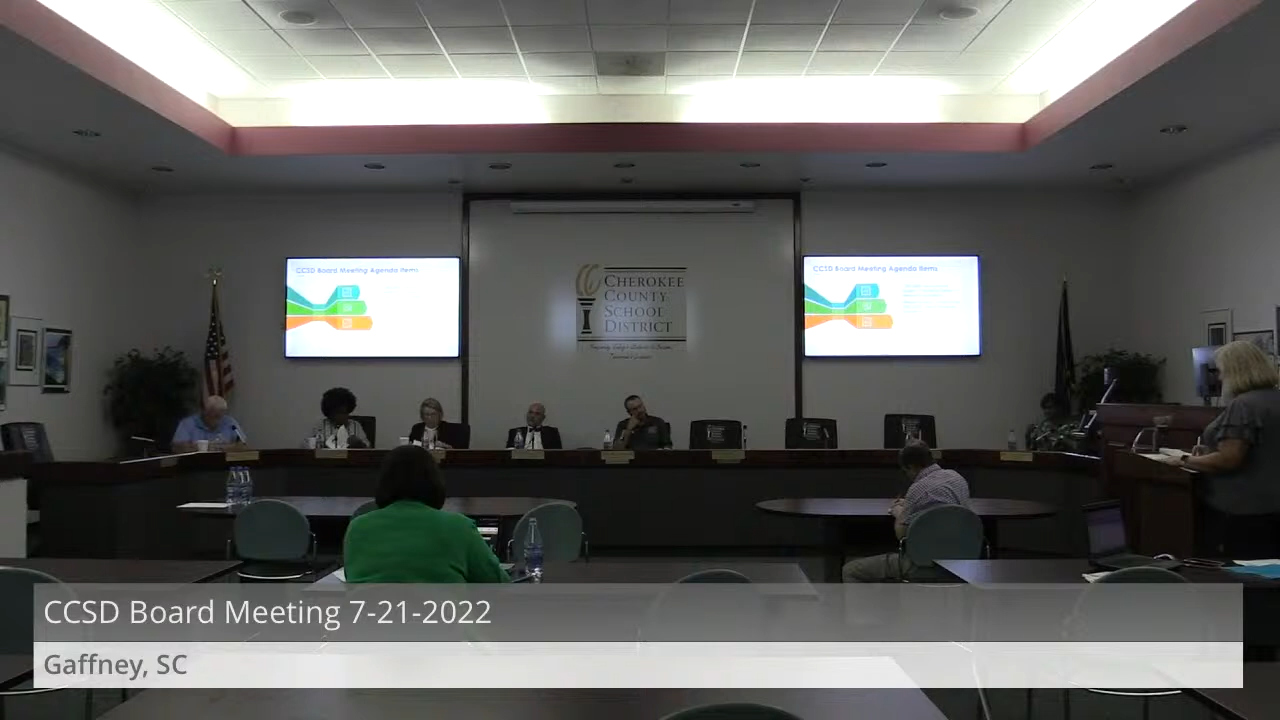 CCSD Board Meeting Agenda Items
CCSD Board Meeting Agenda Items
CHEROKEE
COUNTY
SCHOOL
DISTRICT
CCSD Board Meeting 7-21-2022
Gaffney, SC